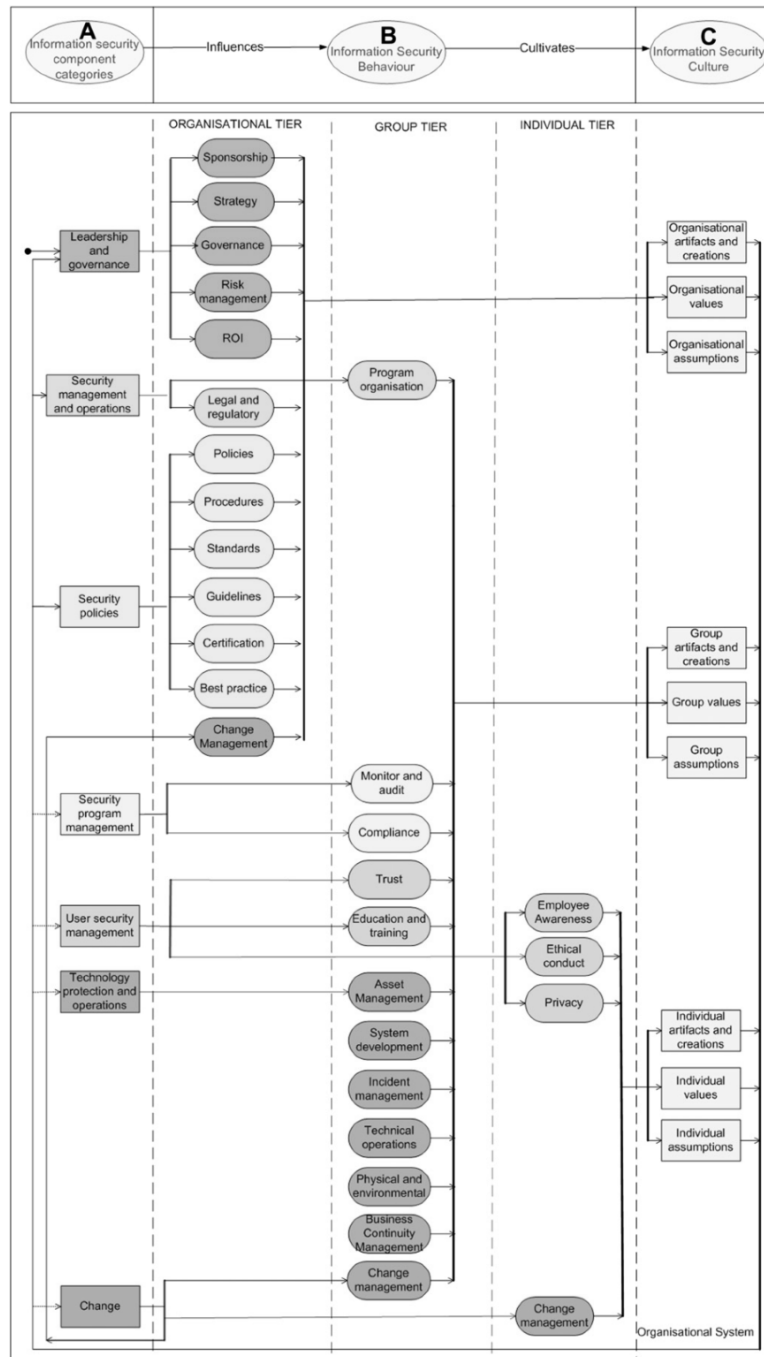 A
Information security
component
categories
Influences
B
Information Security
Behaviour
Cultivates
C
Information Security
Culture
ORGANISATIONAL TIER
GROUP TIER
INDIVIDUAL TIER
Sponsorship
Strategy
Leadership
and
governance
Governance
Organisational
artifacts and
creations
Risk
management
Organisational
values
ROI
Organisational
assumptions
Security
management
and operations
Program
organisation
Legal and
regulatory
Policies
Procedures
Standards
Security
policies
Guidelines
Certification
Best practice
Group
artifacts and
creations
Group values
Group
assumptions
Change
Management
Security
program
management
Monitor and
audit
Compliance
Trust
User security
management
Education and
training
Employee
Awareness
Ethical
conduct
Technology
protection and
operations
Asset
Management
Privacy
System
development
Individual
artifacts and
creations
Incident
management
Individual
values
Technical
operations
Individual
assumptions
Physical and
environmental
Business
Continuity
Management
Change
management
Change
Change
management
Organisational System